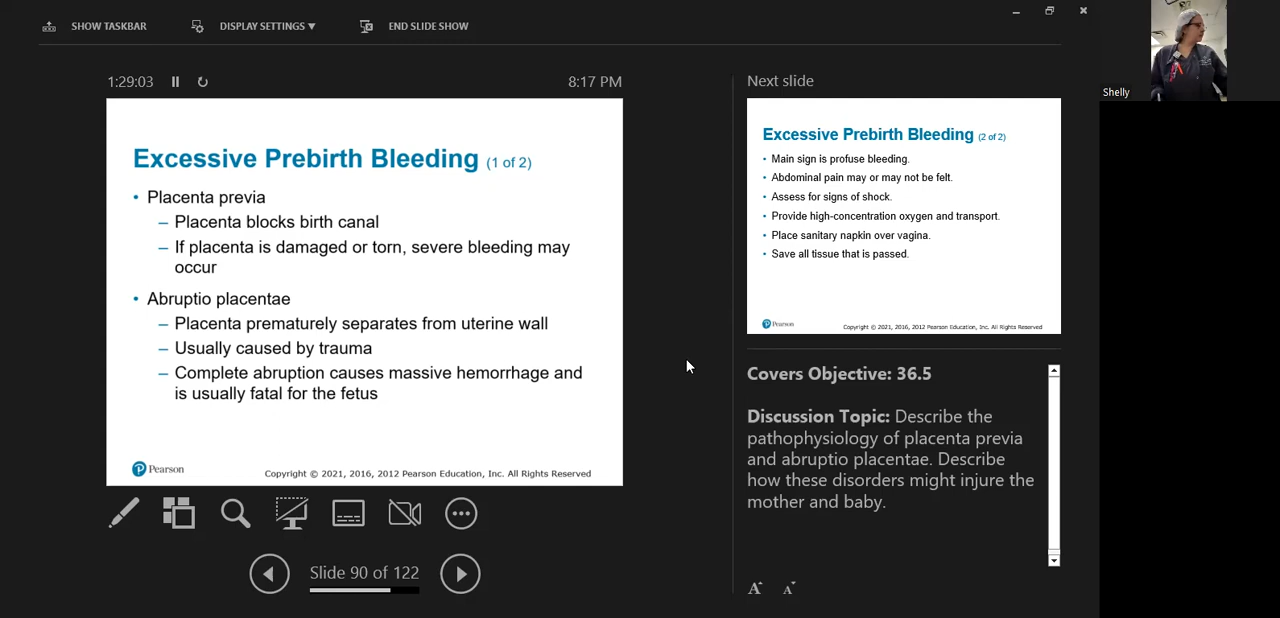 SHOW TASKBAR
DISPLAY SETTINGS ▼
END SLIDE SHOW
1:29:03
8:17 PM
Excessive Prebirth Bleeding (1 of 2)
• Placenta previa
– Placenta blocks birth canal
– If placenta is damaged or torn, severe bleeding may
occur
• Abruptio placentae
– Placenta prematurely separates from uterine wall
– Usually caused by trauma
– Complete abruption causes massive hemorrhage and
is usually fatal for the fetus
P Pearson
Copyright © 2021, 2016, 2012 Pearson Education, Inc. All Rights Reserved
Slide 90 of 122
Next slide
Excessive Prebirth Bleeding (2 of 2)
• Main sign is profuse bleeding.
• Abdominal pain may or may not be felt.
• Assess for signs of shock.
• Provide high-concentration oxygen and transport.
• Place sanitary napkin over vagina.
• Save all tissue that is passed.
P Pearson
Copyright © 2021, 2016, 2012 Pearson Education, Inc. All Rights Reserved
Covers Objective: 36.5
Discussion Topic: Describe the
pathophysiology of placenta previa
and abruptio placentae. Describe
how these disorders might injure the
mother and baby.
A A
Shelly